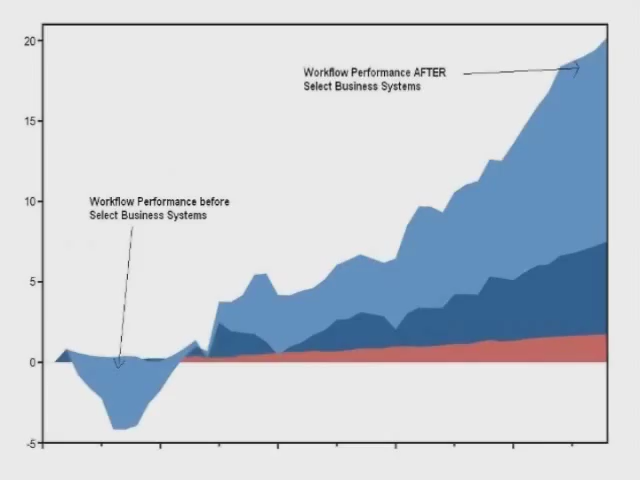 20
Workflow Performance AFTER
Select Business Systems
15
10
Workflow Performance before
Select Business Systems
5
0
-5